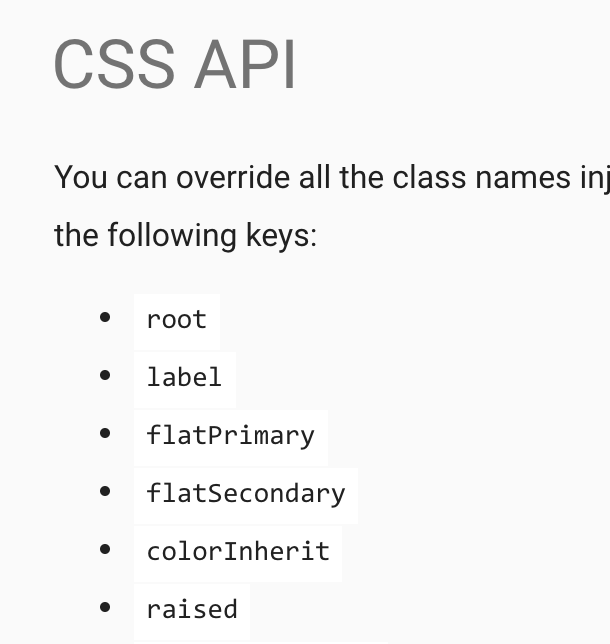 CSS API
You can override all the class names inj
the following keys:
• root
• label
• flatPrimary
• flatSecondary
• colorInherit
• raised